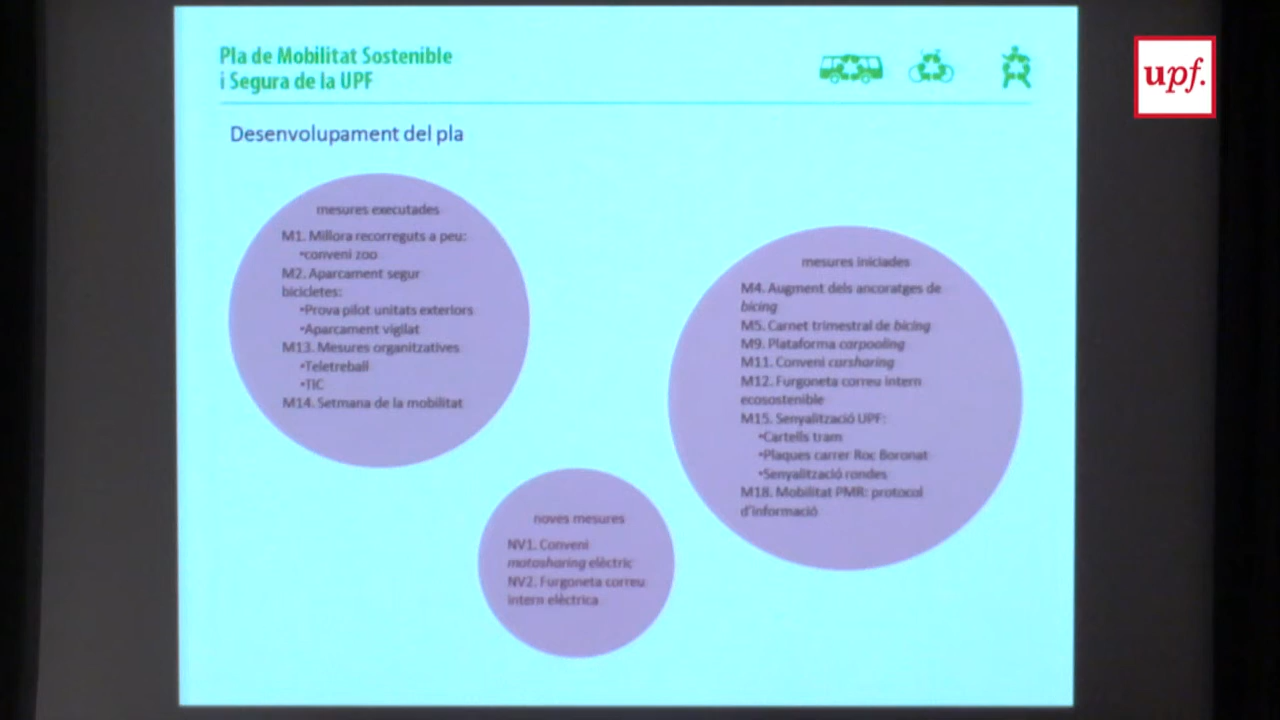 Pla de Mobilitat Sostenible
i Segura de la UPF
upf.
Desenvolupament del pla
mesures executades
M1. Millora recorreguts a peu:
•conveni zoo
M2. Aparcament segur
bicicletes:
•Prova pilot unitats exteriors
•Aparcament vigilat
M13. Mesures organitzatives
•Teletreball
•TIC
M14. Setmana de la mobilitat
mesures iniciades
M4. Augment dels ancoratges de
bicing
M5. Carnet trimestral de bicing
M9. Plataforma carpooling
M11. Conveni carsharing
M12. Furgoneta correu intern
ecosostenible
M15. Senyalització UPF:
•Cartells tram
•Plaques carrer Roc Boronat
•Senyalització rondes
M18. Mobilitat PMR: protocol
d'informació
noves mesures
NV1. Conveni
motosharing elèctric
NV2. Furgoneta correu
intern elèctrica